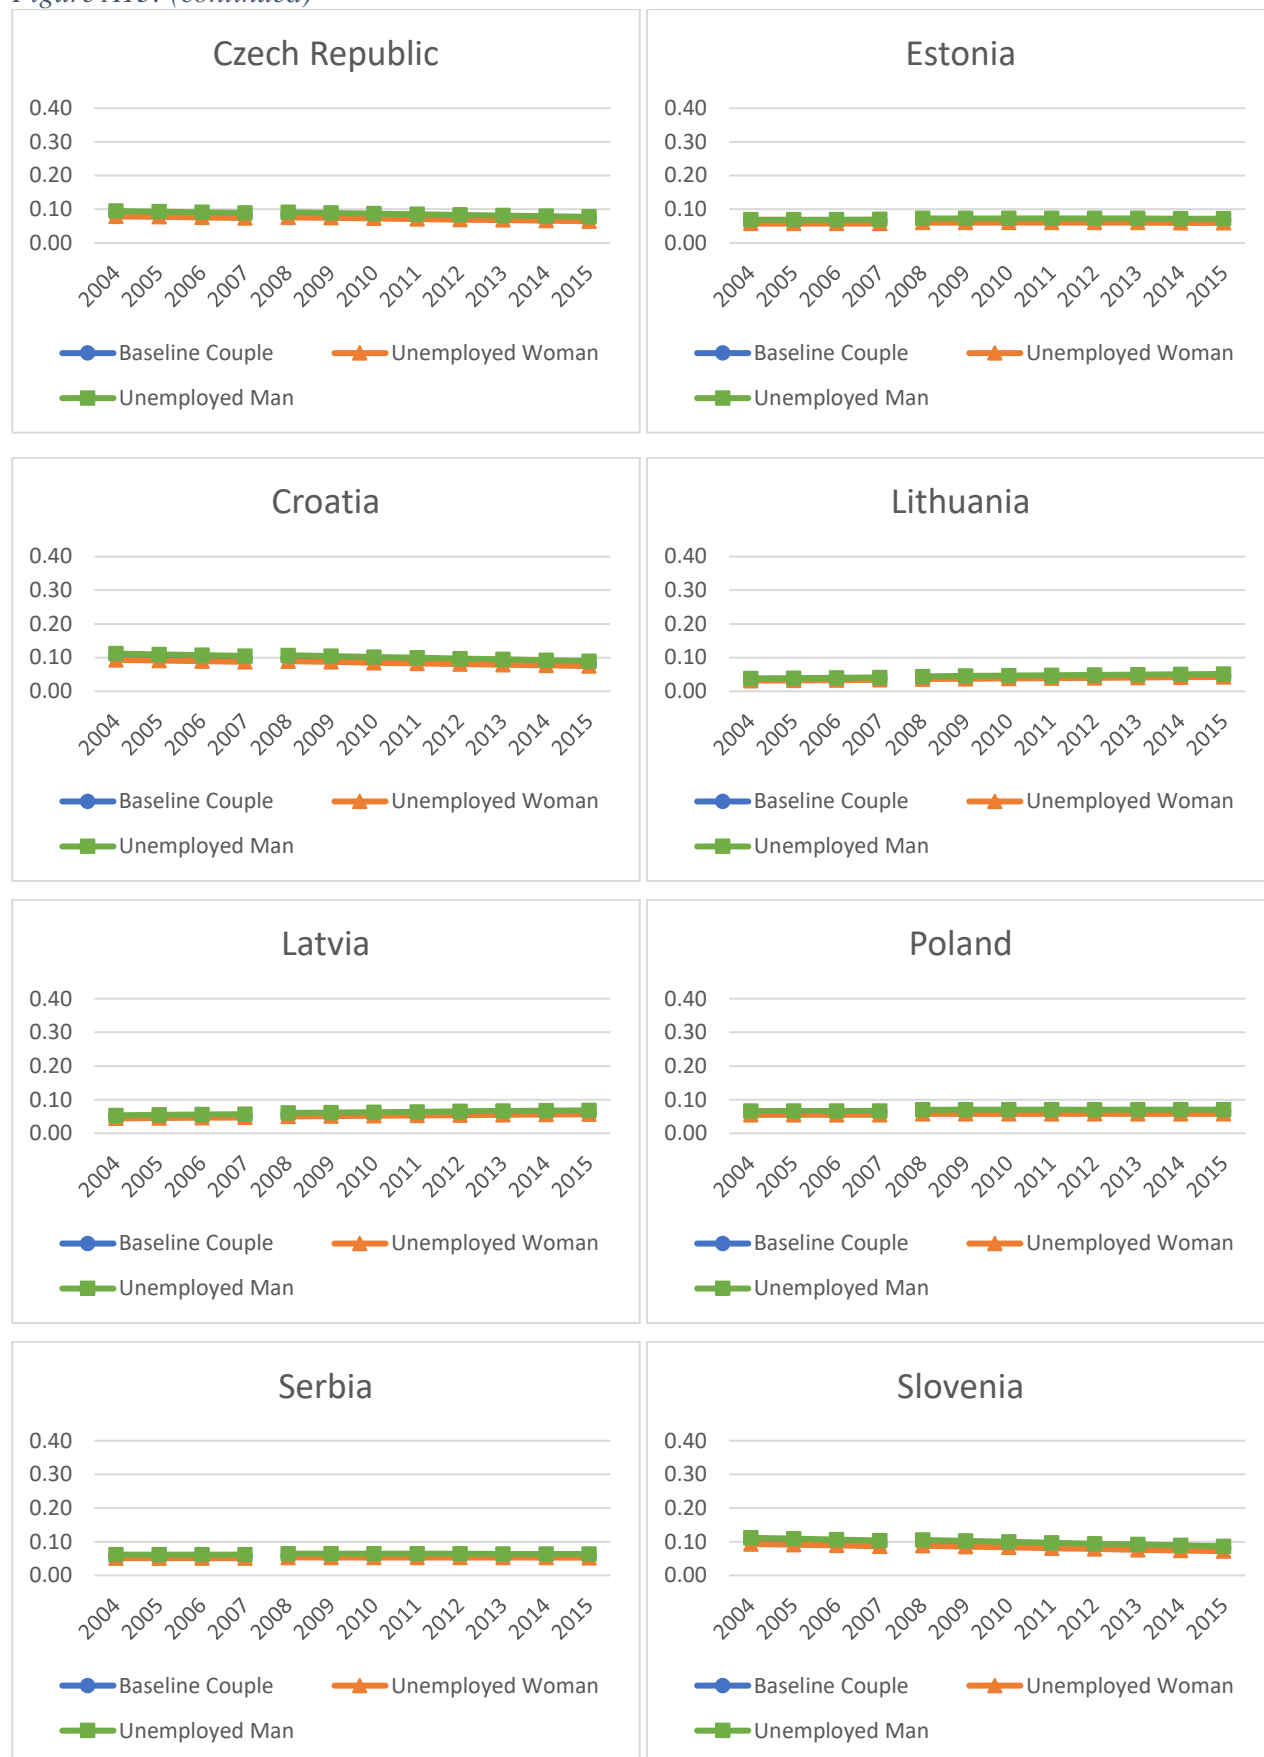 Figure A13: (continued)
Czech Republic
0.40
0.30
0.20
0.10
0.00
2004 2005 2006 2007 2008 2009 2010 2011 2012 2013 2014 2015
Baseline Couple Unemployed Woman
Unemployed Man
Estonia
0.40
0.30
0.20
0.10
0.00
2004 2005 2006 2007 2008 2009 2010 2011 2012 2013 2014 2015
Baseline Couple Unemployed Woman
Unemployed Man
Croatia
0.40
0.30
0.20
0.10
0.00
2004 2005 2006 2007 2008 2009 2010 2011 2012 2013 2014 2015
Baseline Couple Unemployed Woman
Unemployed Man
Lithuania
0.40
0.30
0.20
0.10
0.00
2004 2005 2006 2007 2008 2009 2010 2011 2012 2013 2014 2015
Baseline Couple Unemployed Woman
Unemployed Man
Latvia
0.40
0.30
0.20
0.10
0.00
2004 2005 2006 2007 2008 2009 2010 2011 2012 2013 2014 2015
Baseline Couple Unemployed Woman
Unemployed Man
Poland
0.40
0.30
0.20
0.10
0.00
2004 2005 2006 2007 2008 2009 2010 2011 2012 2013 2014 2015
Baseline Couple Unemployed Woman
Unemployed Man
Serbia
0.40
0.30
0.20
0.10
0.00
2004 2005 2006 2007 2008 2009 2010 2011 2012 2013 2014 2015
Baseline Couple Unemployed Woman
Unemployed Man
Slovenia
0.40
0.30
0.20
0.10
0.00
2004 2005 2006 2007 2008 2009 2010 2011 2012 2013 2014 2015
Baseline Couple Unemployed Woman
Unemployed Man